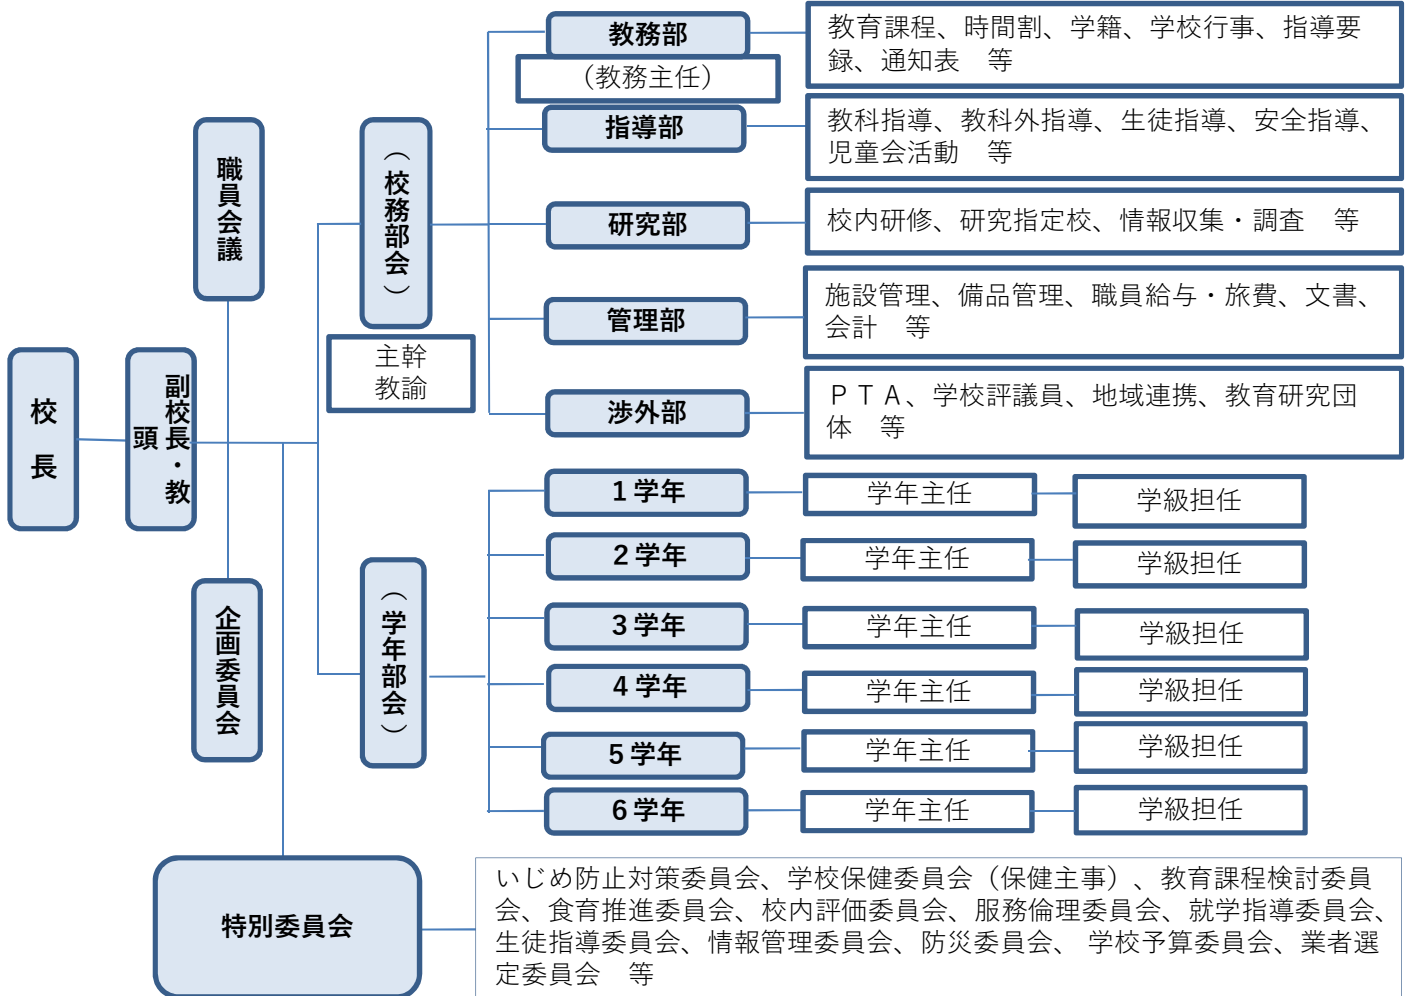 校長
副校長・教
頭
職員会議
企画委員会
（校務部会）
主幹
教諭
教務部
（教務主任）
教育課程、時間割、学籍、学校行事、指導要
録、通知表　等
指導部
教科指導、教科外指導、生徒指導、安全指導、
児童会活動　等
研究部
校内研修、研究指定校、情報収集・調査　等
管理部
施設管理、備品管理、職員給与・旅費、文書、
会計　等
渉外部
ＰＴＡ、学校評議員、地域連携、教育研究団
体　等
（学年部会）
1学年
学年主任
学級担任
2学年
学年主任
学級担任
3学年
学年主任
学級担任
4学年
学年主任
学級担任
5学年
学年主任
学級担任
6学年
学年主任
学級担任
特別委員会
いじめ防止対策委員会、学校保健委員会（保健主事）、教育課程検討委員
会、食育推進委員会、校内評価委員会、服務倫理委員会、就学指導委員会、
生徒指導委員会、情報管理委員会、防災委員会、 学校予算委員会、業者選
定委員会　等